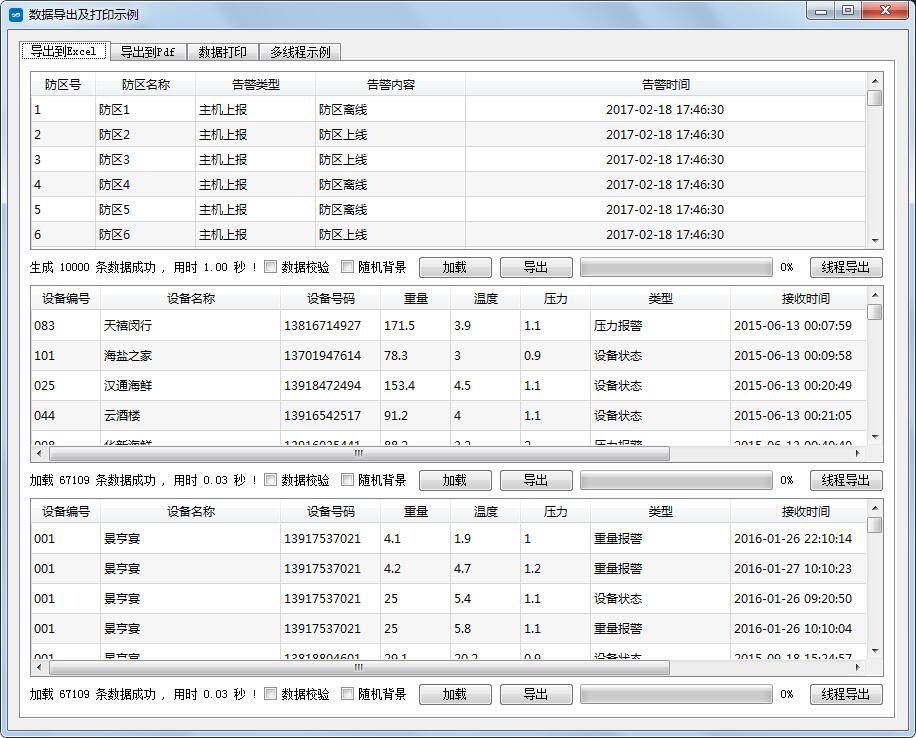 数据导出及打印示例
导出到Excel 导出到Pdf 数据打印 多线程示例
防区号 防区名称 告警类型 告警内容 告警时间
1 防区1 主机上报 防区离线 2017-02-18 17:46:30
2 防区2 主机上报 防区上线 2017-02-18 17:46:30
3 防区3 主机上报 防区上线 2017-02-18 17:46:30
4 防区4 主机上报 防区离线 2017-02-18 17:46:30
5 防区5 主机上报 防区离线 2017-02-18 17:46:30
6 防区6 主机上报 防区上线 2017-02-18 17:46:30
生成 10000 条数据成功 , 用时 1.00 秒 ! 数据校验 随机背景 加载 导出 0% 线程导出
设备编号 设备名称 设备号码 重量 温度 压力 类型 接收时间
083 天禧闵行 13816714927 171.5 3.9 1.1 压力报警 2015-06-13 00:07:59
101 海盐之家 13701947614 78.3 3 0.9 设备状态 2015-06-13 00:09:58
025 汉通海鲜 13918472494 153.4 4.5 1.1 设备状态 2015-06-13 00:20:49
044 云酒楼 13916542517 91.2 4 1.1 设备状态 2015-06-13 00:21:05
加载 67109 条数据成功 , 用时 0.03 秒 ! 数据校验 随机背景 加载 导出 0% 线程导出
设备编号 设备名称 设备号码 重量 温度 压力 类型 接收时间
001 景亨宴 13917537021 4.1 1.9 1 重量报警 2016-01-26 22:10:14
001 景亨宴 13917537021 4.2 4.7 1.2 重量报警 2016-01-27 10:10:23
001 景亨宴 13917537021 25 5.4 1.1 设备状态 2016-01-26 09:20:50
001 景亨宴 13917537021 25 5.8 1.1 重量报警 2016-01-26 10:10:04
加载 67109 条数据成功 , 用时 0.03 秒 ! 数据校验 随机背景 加载 导出 0% 线程导出